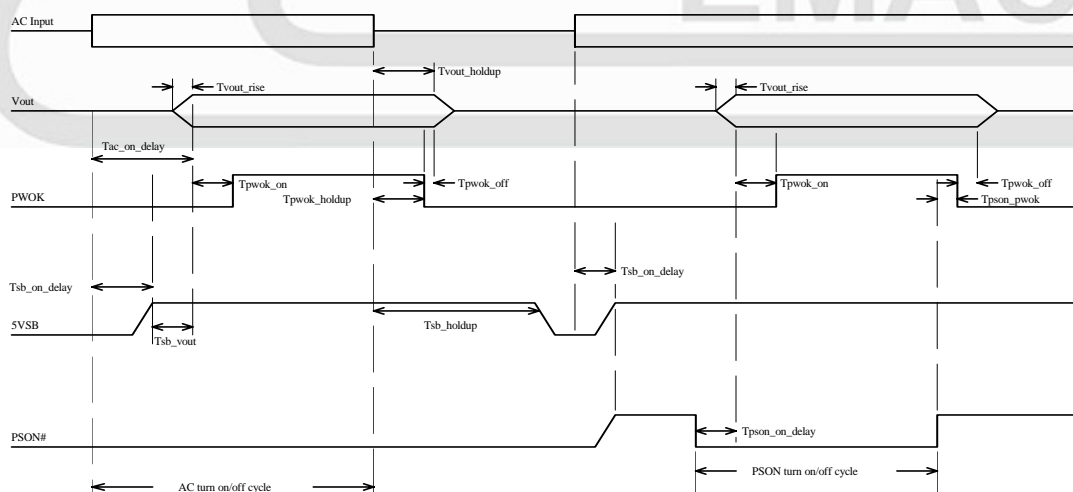 EMAC
AC Input
Tvout_holdup
Tvout_rise
Tvout_rise
Vout
Tac_on_delay
Tpwok_on
Tpwok_off
Tpwok_on
Tpwok_off
PWOK
Tpwok_holdup
Tpson_pwok
Tsb_on_delay
Tsb_on_delay
5VSB
Tsb_vout
Tsb_holdup
PSON#
Tpson_on_delay
AC turn on/off cycle
PSON turn on/off cycle